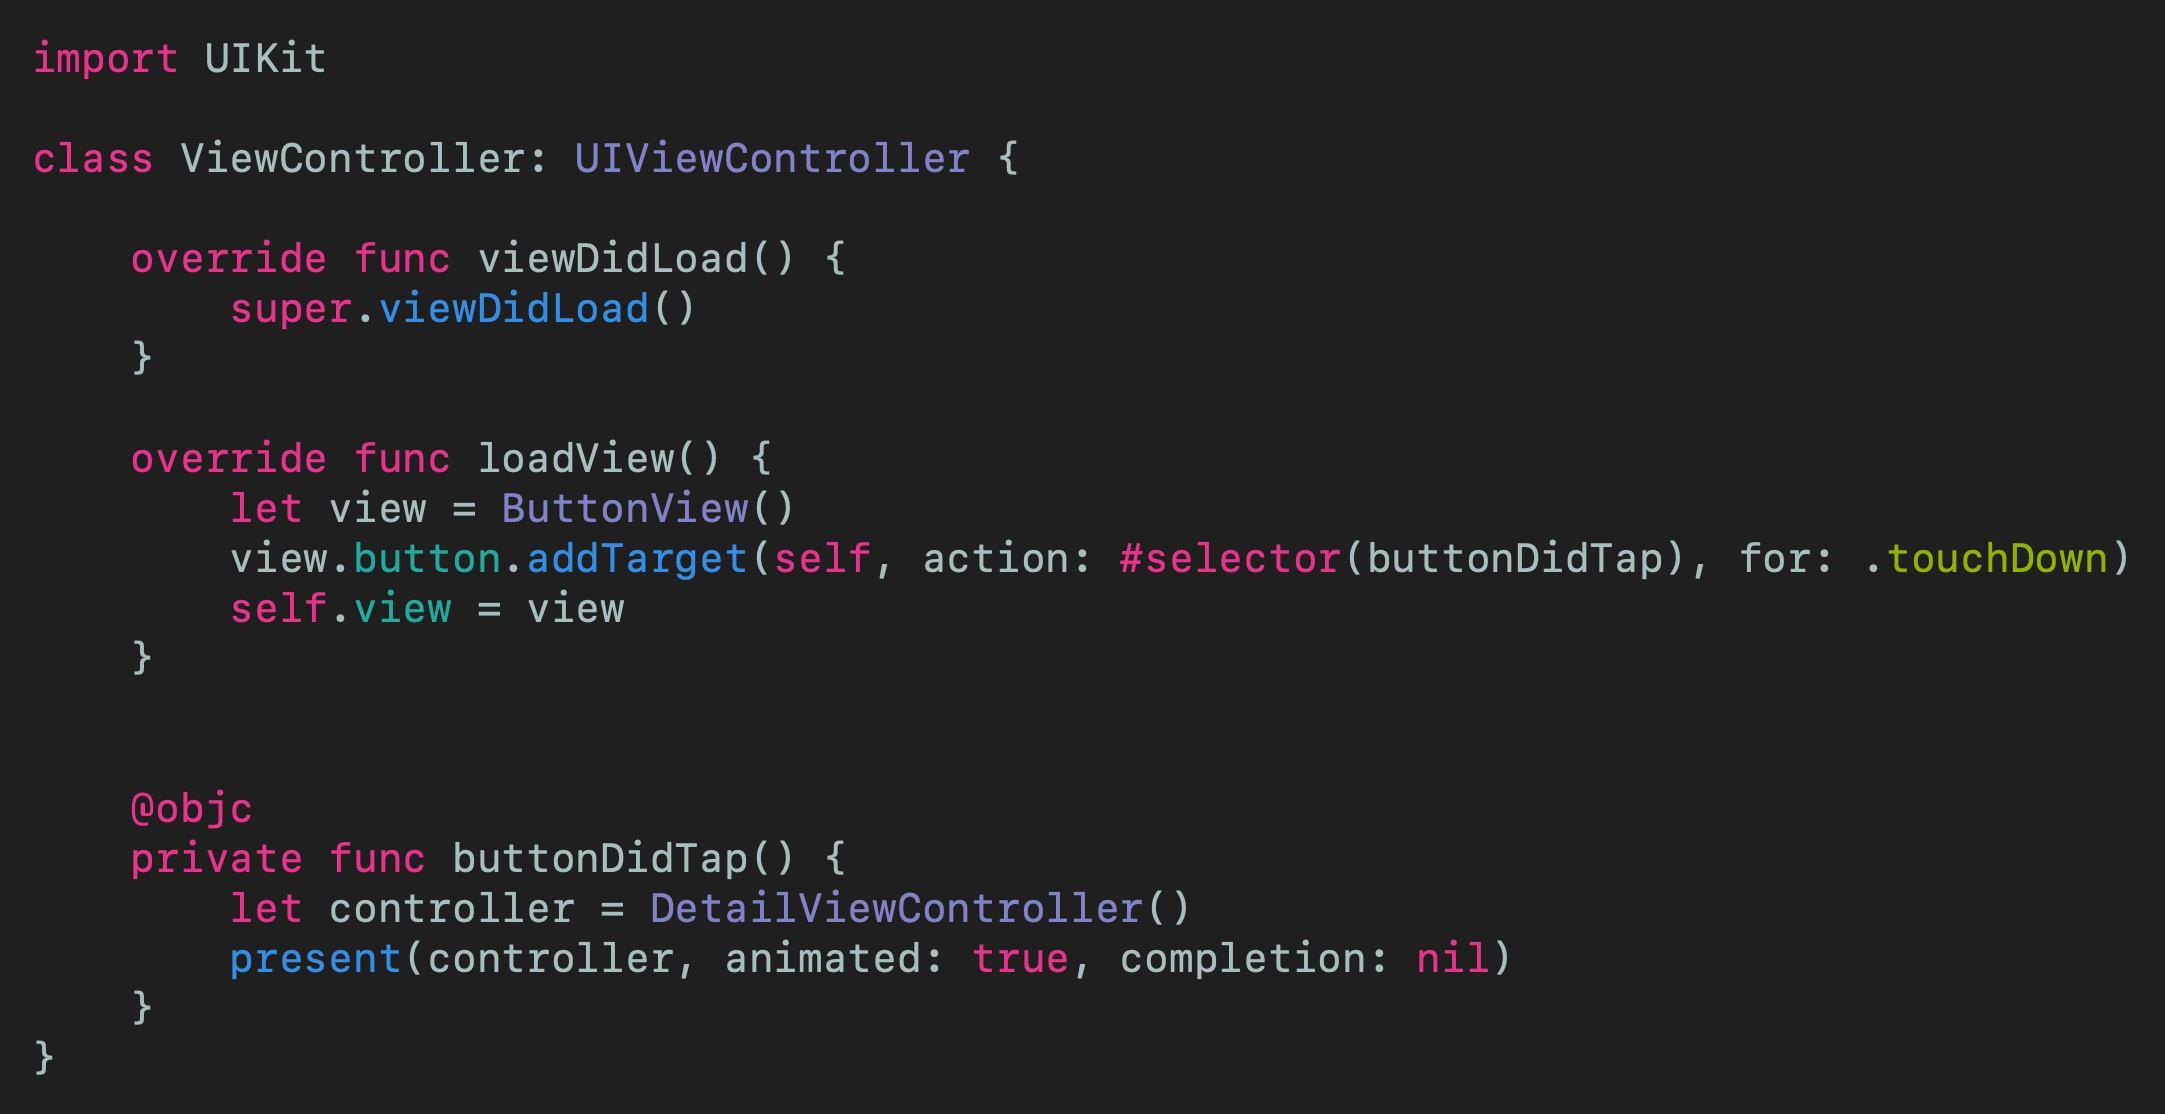 import UIKit
class ViewController: UIViewController {
override func viewDidLoad() {
super.viewDidLoad()
}
override func loadView() {
let view = ButtonView()
view.button.addTarget(self, action: #selector(buttonDidTap), for: .touchDown)
self.view = view
}
@objc
private func buttonDidTap() {
let controller = DetailViewController()
present(controller, animated: true, completion: nil)
}
}